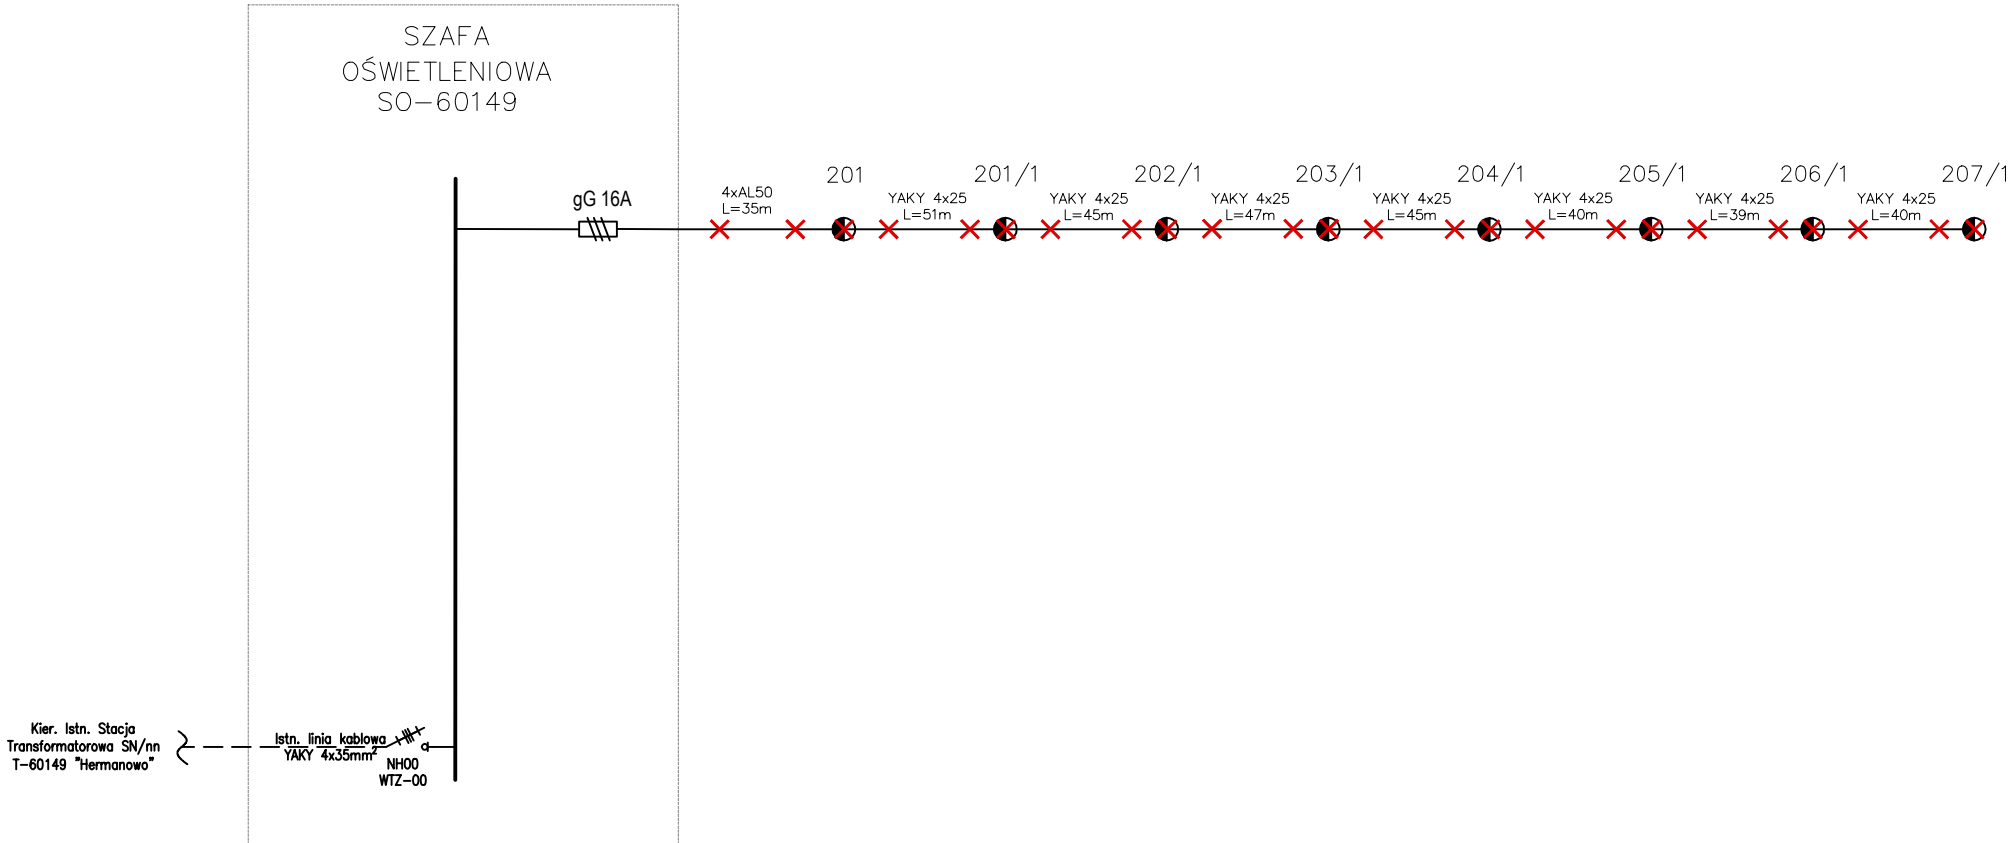 SZAFA
OŚWIETLENIOWA
SO-60149
gG 16A
4xAL50
L=35m
201
YAKY 4x25
L=51m
201/1
YAKY 4x25
L=45m
202/1
YAKY 4x25
L=47m
203/1
YAKY 4x25
L=45m
204/1
YAKY 4x25
L=40m
205/1
YAKY 4x25
L=39m
206/1
YAKY 4x25
L=40m
207/1
Kier. Istn. Stacja
Transformatorowa SN/nn
T-60149 "Hermanowo"
Istn. linia kablowa
YAKY 4x35mm²
NH00
WTZ-00